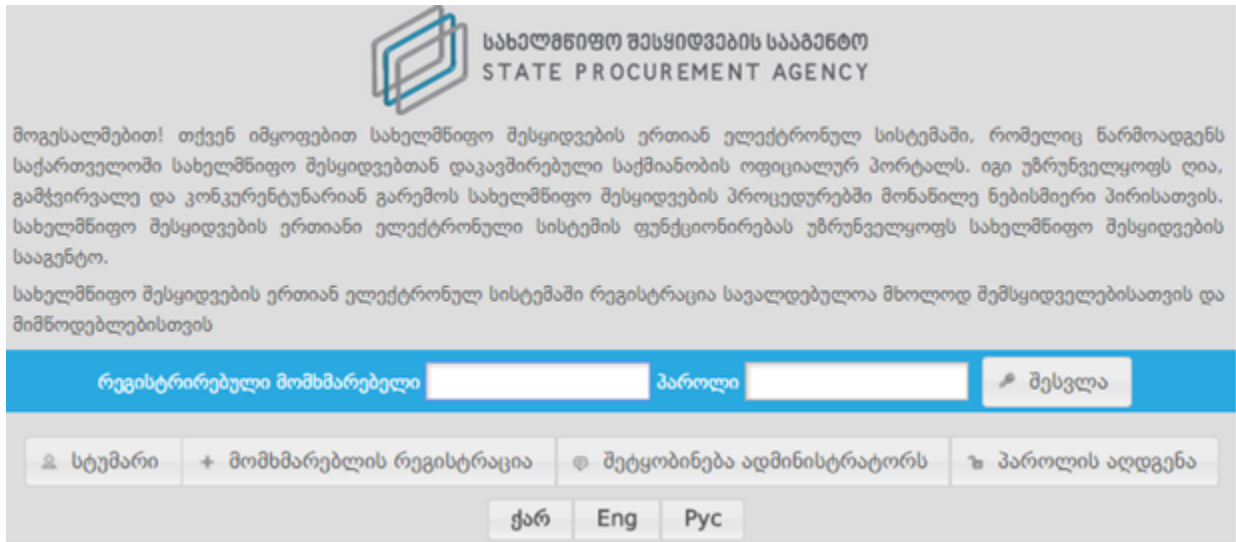 სახელმწიფო შესყიდვების სააგენტო
STATE PROCUREMENT AGENCY
მოგესალმებით! თქვენ იმყოფებით სახელმწიფო შესყიდვების ერთიან ელექტრონულ სისტემაში, რომელიც წარმოადგენს
საქართველოში სახელმწიფო შესყიდვებთან დაკავშირებული საქმიანობის ოფიციალურ პორტალს. იგი უზრუნველყოფს ღია,
გამჭვირვალე და კონკურენტუნარიან გარემოს სახელმწიფო შესყიდვების პროცედურებში მონაწილე ნებისმიერი პირისათვის.
სახელმწიფო შესყიდვების ერთიანი ელექტრონული სისტემის ფუნქციონირებას უზრუნველყოფს სახელმწიფო შესყიდვების
სააგენტო.
სახელმწიფო შესყიდვების ერთიან ელექტრონულ სისტემაში რეგისტრაცია სავალდებულოა მხოლოდ შემსყიდველებისათვის და
მიმწოდებლებისთვის
რეგისტრირებული მომხმარებელი პაროლი შესვლა
სტუმარი + მომხმარებლის რეგისტრაცია შეტყობინება ადმინისტრატორს პაროლის აღდგენა
ქარ Eng Рус